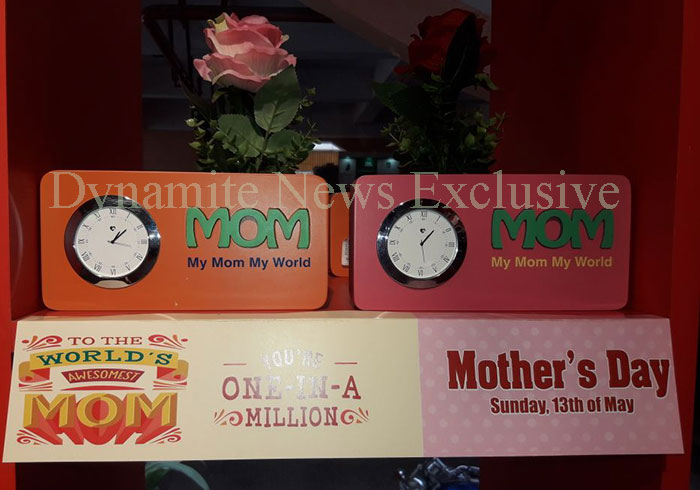 Dynamite News Exclusive
MOM
My Mom My World
MOM
My Mom My World
TO THE
WORLD'S
AWESOMEST
MOM
YOU'RE
ONE-IN-A
MILLION
Mother's Day
Sunday, 13th of May